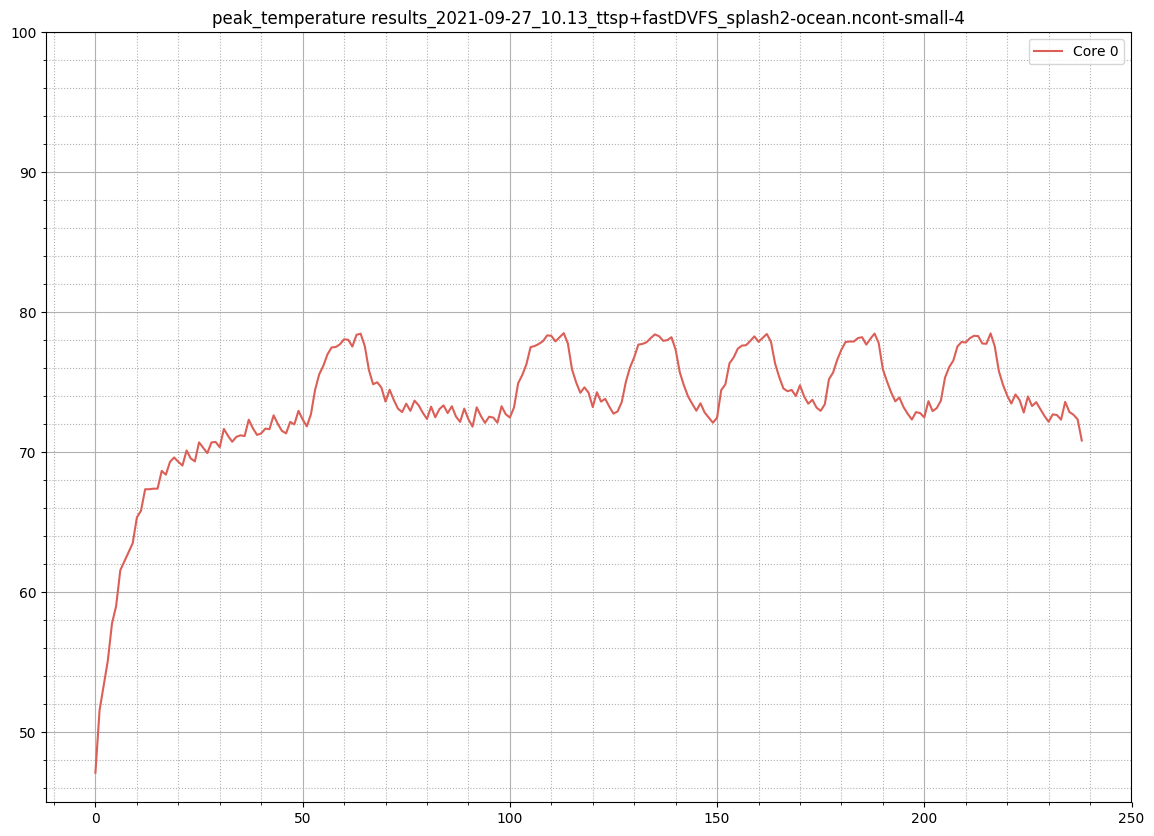 peak_temperature results_2021-09-27_10.13_ttsp+fastDVFS_splash2-ocean.ncont-small-4
Core 0
100
90
80
70
60
50
0 50 100 150 200 250